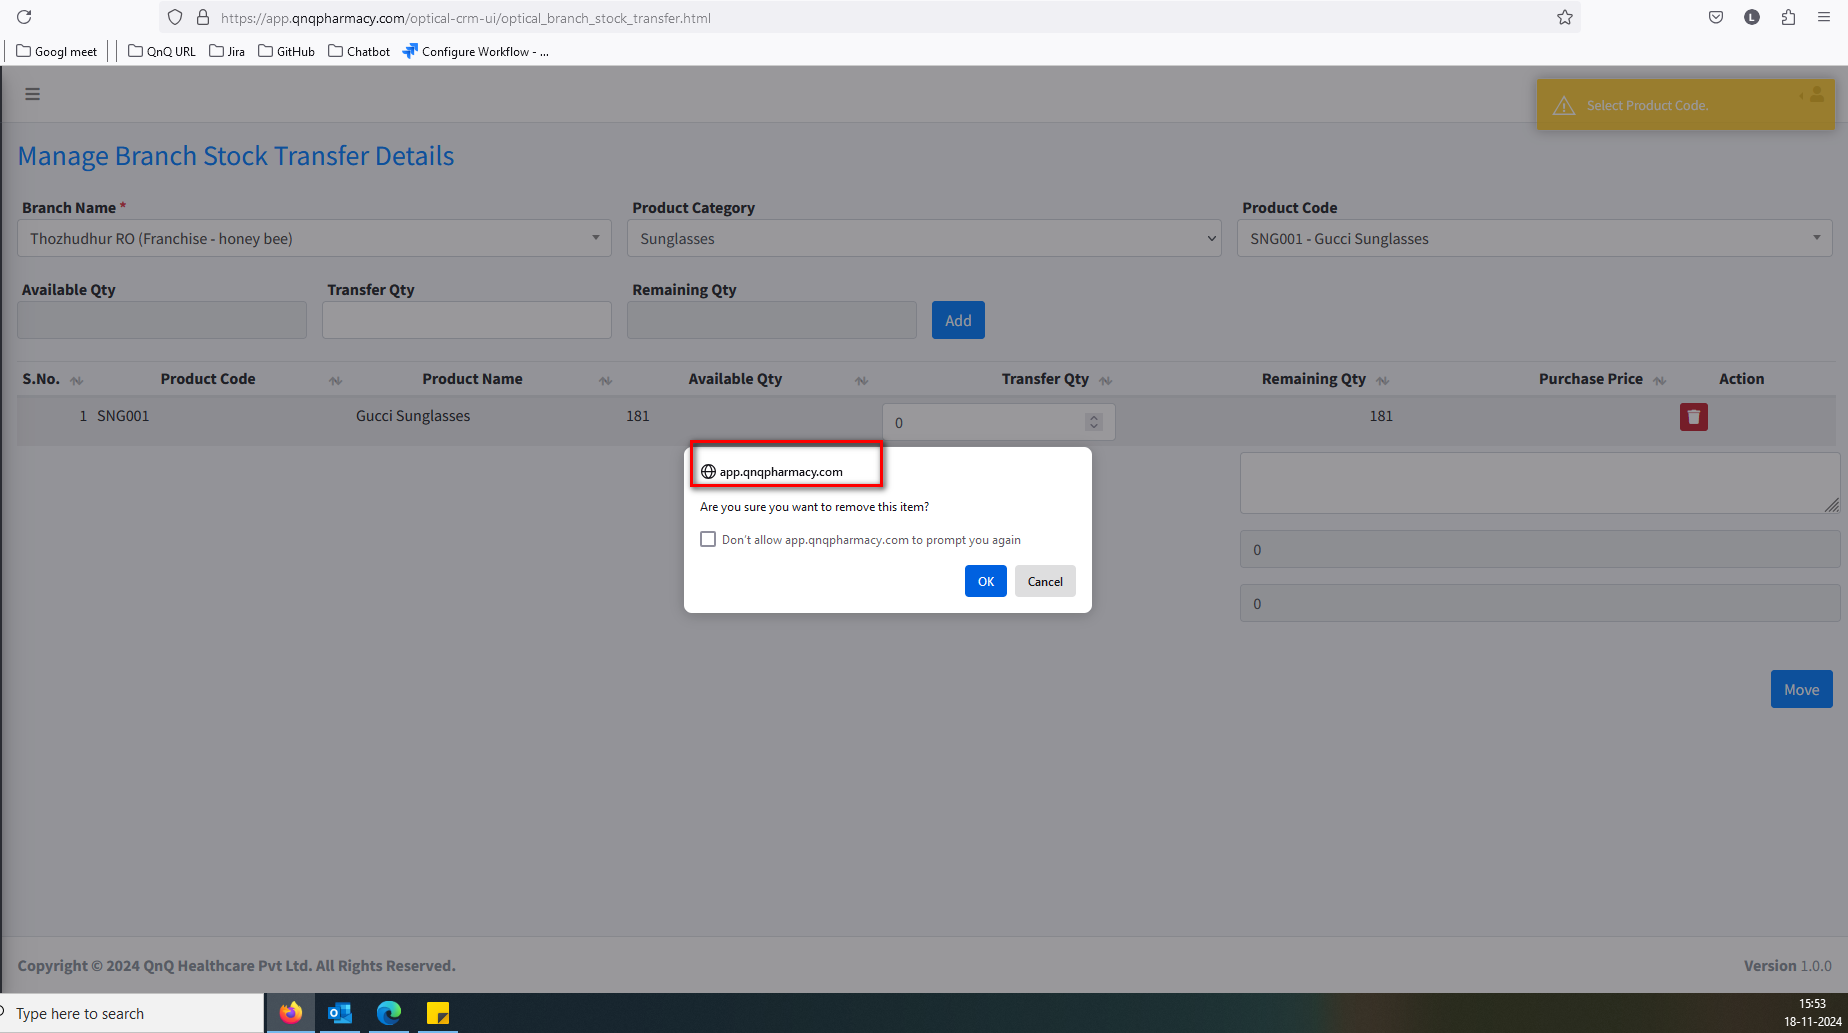 https://app.qnqpharmacy.com/optical-crm-ui/optical_branch_stock_transfer.html
L
Googl meet
QnQ URL
Jira
GitHub
Chatbot
Configure Workflow - ...
Select Product Code.
Manage Branch Stock Transfer Details
Branch Name *
Product Category
Product Code
Thozhudhur RO (Franchise - honey bee)
Sunglasses
SNG001 - Gucci Sunglasses
Available Qty
Transfer Qty
Remaining Qty
Add
S.No. Product Code Product Name Available Qty Transfer Qty Remaining Qty Purchase Price Action
1 SNG001 Gucci Sunglasses 181 0 181
app.qnqpharmacy.com
Are you sure you want to remove this item?
Don't allow app.qnqpharmacy.com to prompt you again
OK
Cancel
0
0
Move
Copyright © 2024 QnQ Healthcare Pvt Ltd. All Rights Reserved.
Version 1.0.0
Type here to search
15:53
18-11-2024